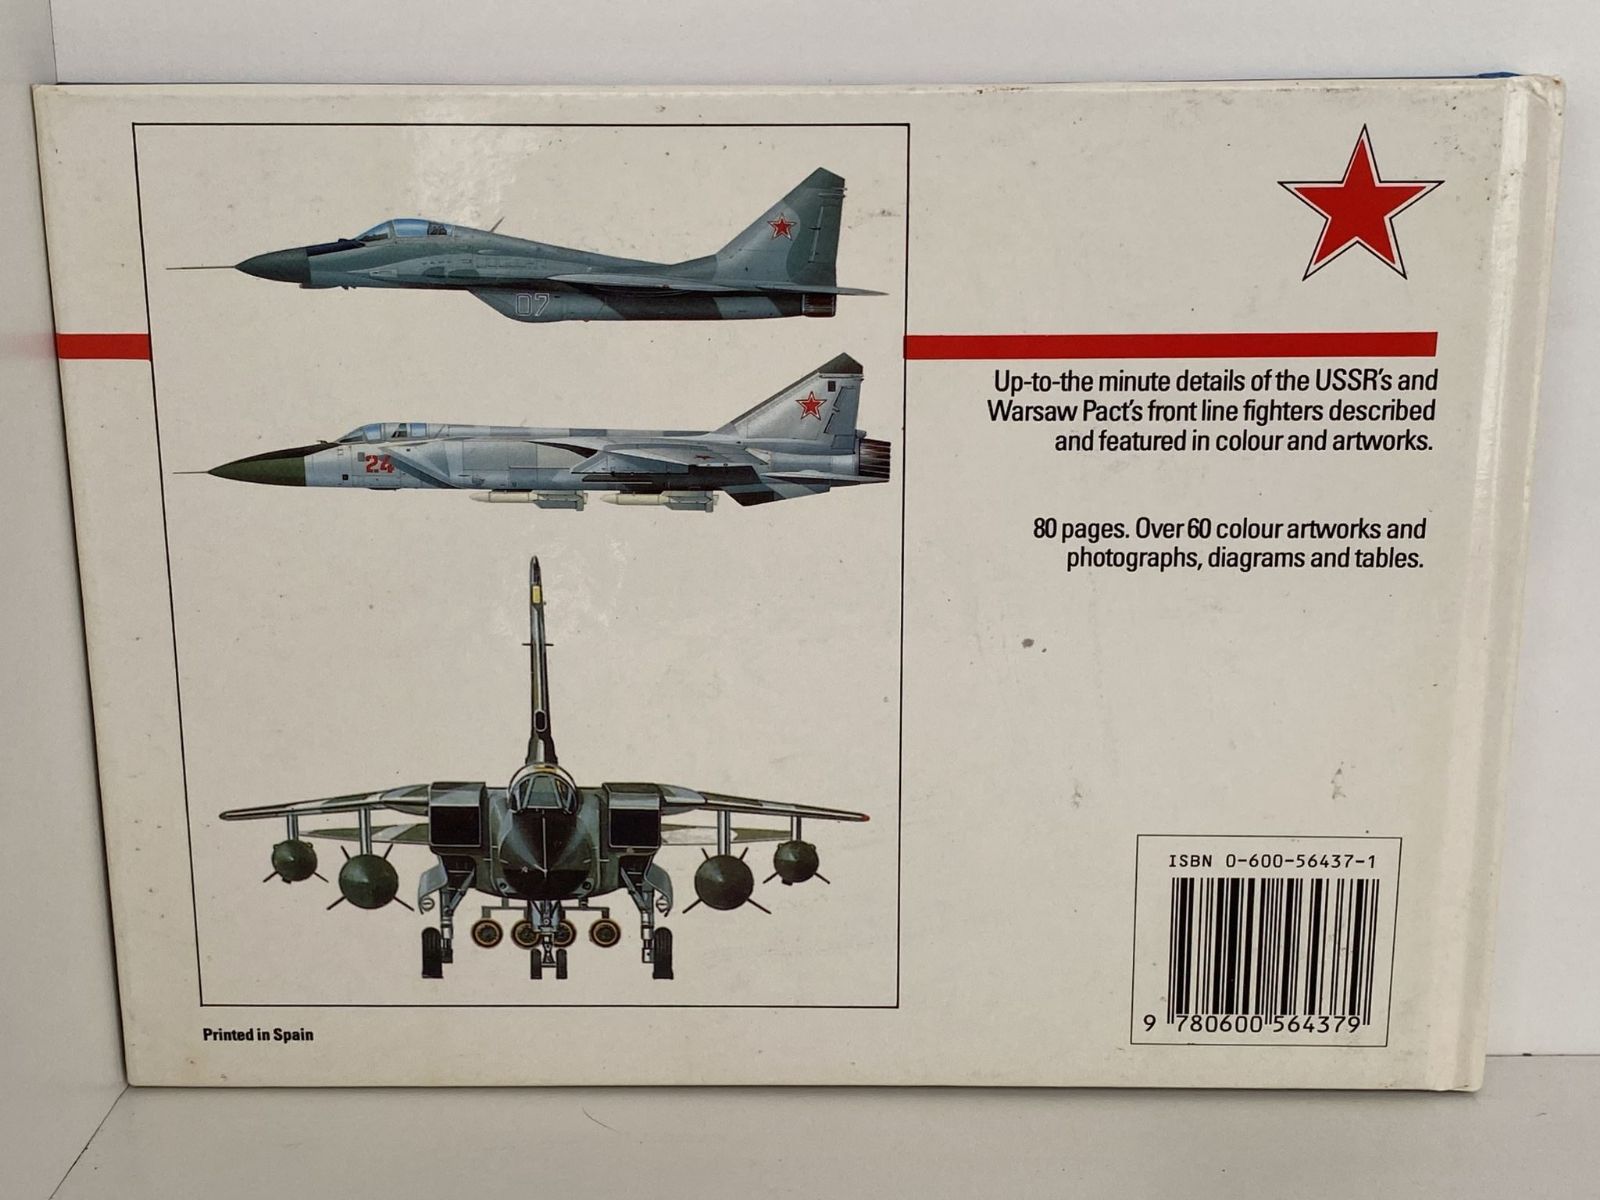 07
24
Up-to-the minute details of the USSR's and
Warsaw Pact's front line fighters described
and featured in colour and artworks.
80 pages. Over 60 colour artworks and
photographs, diagrams and tables.
ISBN 0-600-56437-1
9 780600 564379
Printed in Spain